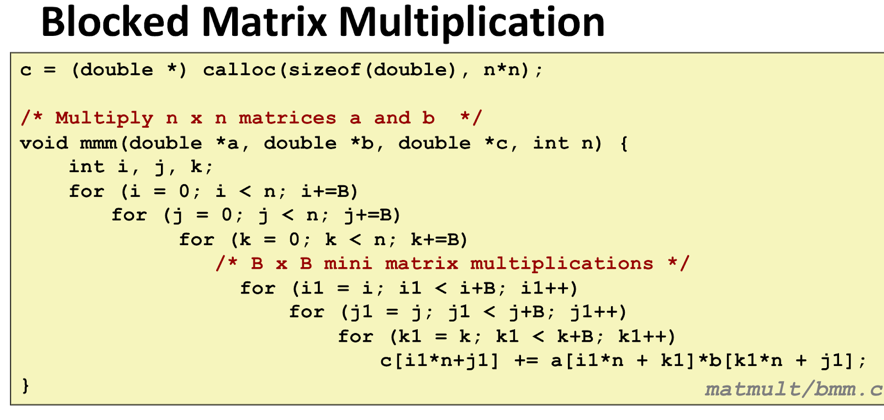 Blocked Matrix Multiplication
c = (double *) calloc(sizeof(double), n*n);
/* Multiply n x n matrices a and b  */
void mmm(double *a, double *b, double *c, int n) {
    int i, j, k;
    for (i = 0; i < n; i+=B)
        for (j = 0; j < n; j+=B)
            for (k = 0; k < n; k+=B)
                /* B x B mini matrix multiplications */
                for (i1 = i; i1 < i+B; i1++)
                    for (j1 = j; j1 < j+B; j1++)
                        for (k1 = k; k1 < k+B; k1++)
                            c[i1*n+j1] += a[i1*n + k1]*b[k1*n + j1];
}
matmult/bmm.c